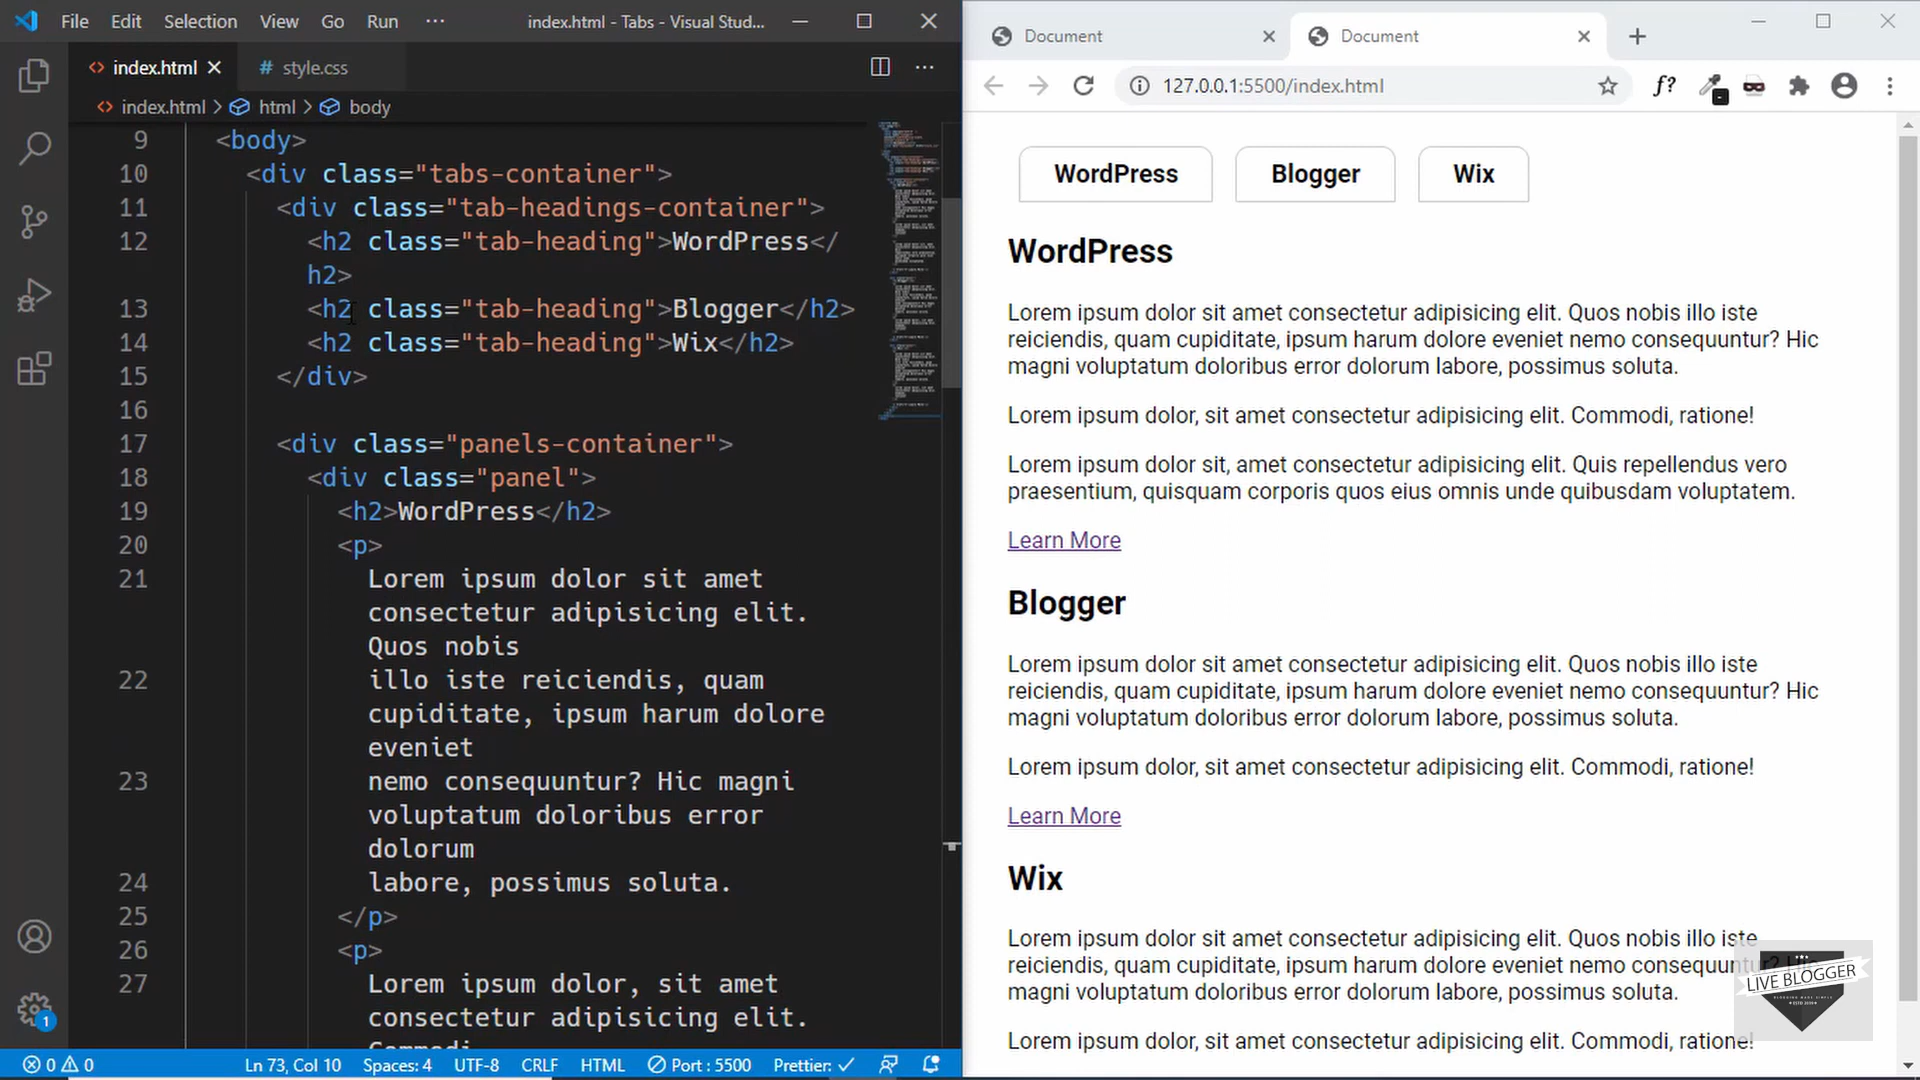 File Edit Selection View Go Run ··· index.html - Tabs - Visual Stud...
index.html style.css
index.html > html > body
9 <body>
10 <div class="tabs-container">
11 <div class="tab-headings-container">
12 <h2 class="tab-heading">WordPress</
h2>
13 <h2 class="tab-heading">Blogger</h2>
14 <h2 class="tab-heading">Wix</h2>
15 </div>
16
17 <div class="panels-container">
18 <div class="panel">
19 <h2>WordPress</h2>
20 <p>
21 Lorem ipsum dolor sit amet
consectetur adipisicing elit.
Quos nobis
22 illo iste reiciendis, quam
cupiditate, ipsum harum dolore
eveniet
23 nemo consequuntur? Hic magni
voluptatum doloribus error
dolorum
24 labore, possimus soluta.
25 </p>
26 <p>
27 Lorem ipsum dolor, sit amet
consectetur adipisicing elit.
Commodi,
1
0 0 Ln 73, Col 10 Spaces: 4 UTF-8 CRLF HTML Port : 5500 Prettier: ✓
Document Document
127.0.0.1:5500/index.html f?
WordPress Blogger Wix
WordPress
Lorem ipsum dolor sit amet consectetur adipisicing elit. Quos nobis illo iste
reiciendis, quam cupiditate, ipsum harum dolore eveniet nemo consequuntur? Hic
magni voluptatum doloribus error dolorum labore, possimus soluta.
Lorem ipsum dolor, sit amet consectetur adipisicing elit. Commodi, ratione!
Lorem ipsum dolor sit, amet consectetur adipisicing elit. Quis repellendus vero
praesentium, quisquam corporis quos eius omnis unde quibusdam voluptatem.
Learn More
Blogger
Lorem ipsum dolor sit amet consectetur adipisicing elit. Quos nobis illo iste
reiciendis, quam cupiditate, ipsum harum dolore eveniet nemo consequuntur? Hic
magni voluptatum doloribus error dolorum labore, possimus soluta.
Lorem ipsum dolor, sit amet consectetur adipisicing elit. Commodi, ratione!
Learn More
Wix
Lorem ipsum dolor sit amet consectetur adipisicing elit. Quos nobis illo iste
reiciendis, quam cupiditate, ipsum harum dolore eveniet nemo consequuntur? Hic
magni voluptatum doloribus error dolorum labore, possimus soluta.
Lorem ipsum dolor, sit amet consectetur adipisicing elit. Commodi, ratione!
LIVE BLOGGER